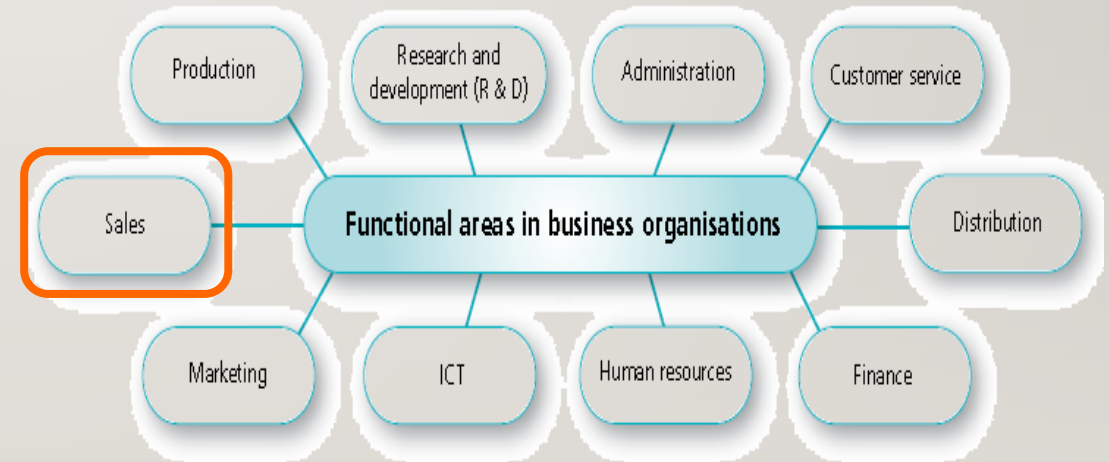 Production
Research and
development (R & D)
Administration
Customer service
Sales
Functional areas in business organisations
Distribution
Marketing
ICT
Human resources
Finance